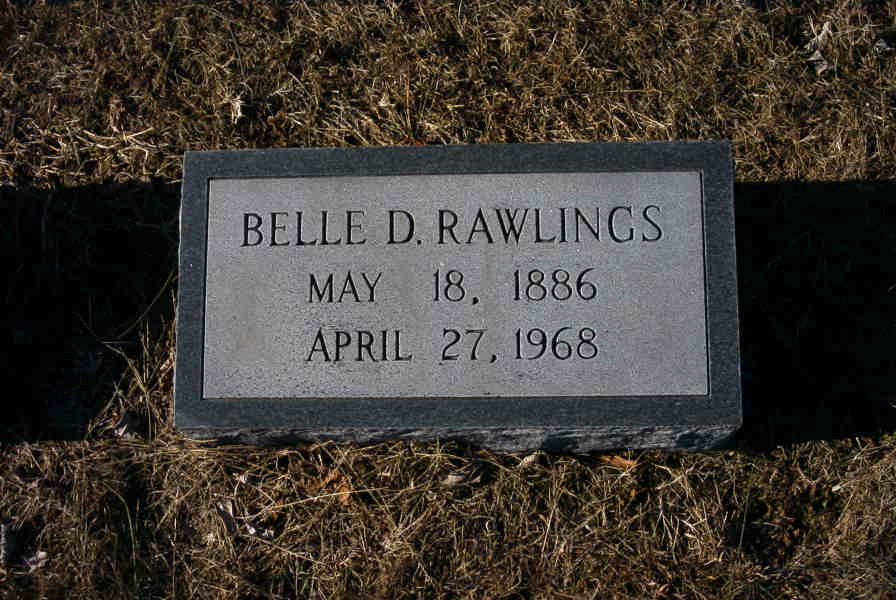 BELLE D. RAWLINGS
MAY 18, 1886
APRIL 27, 1968